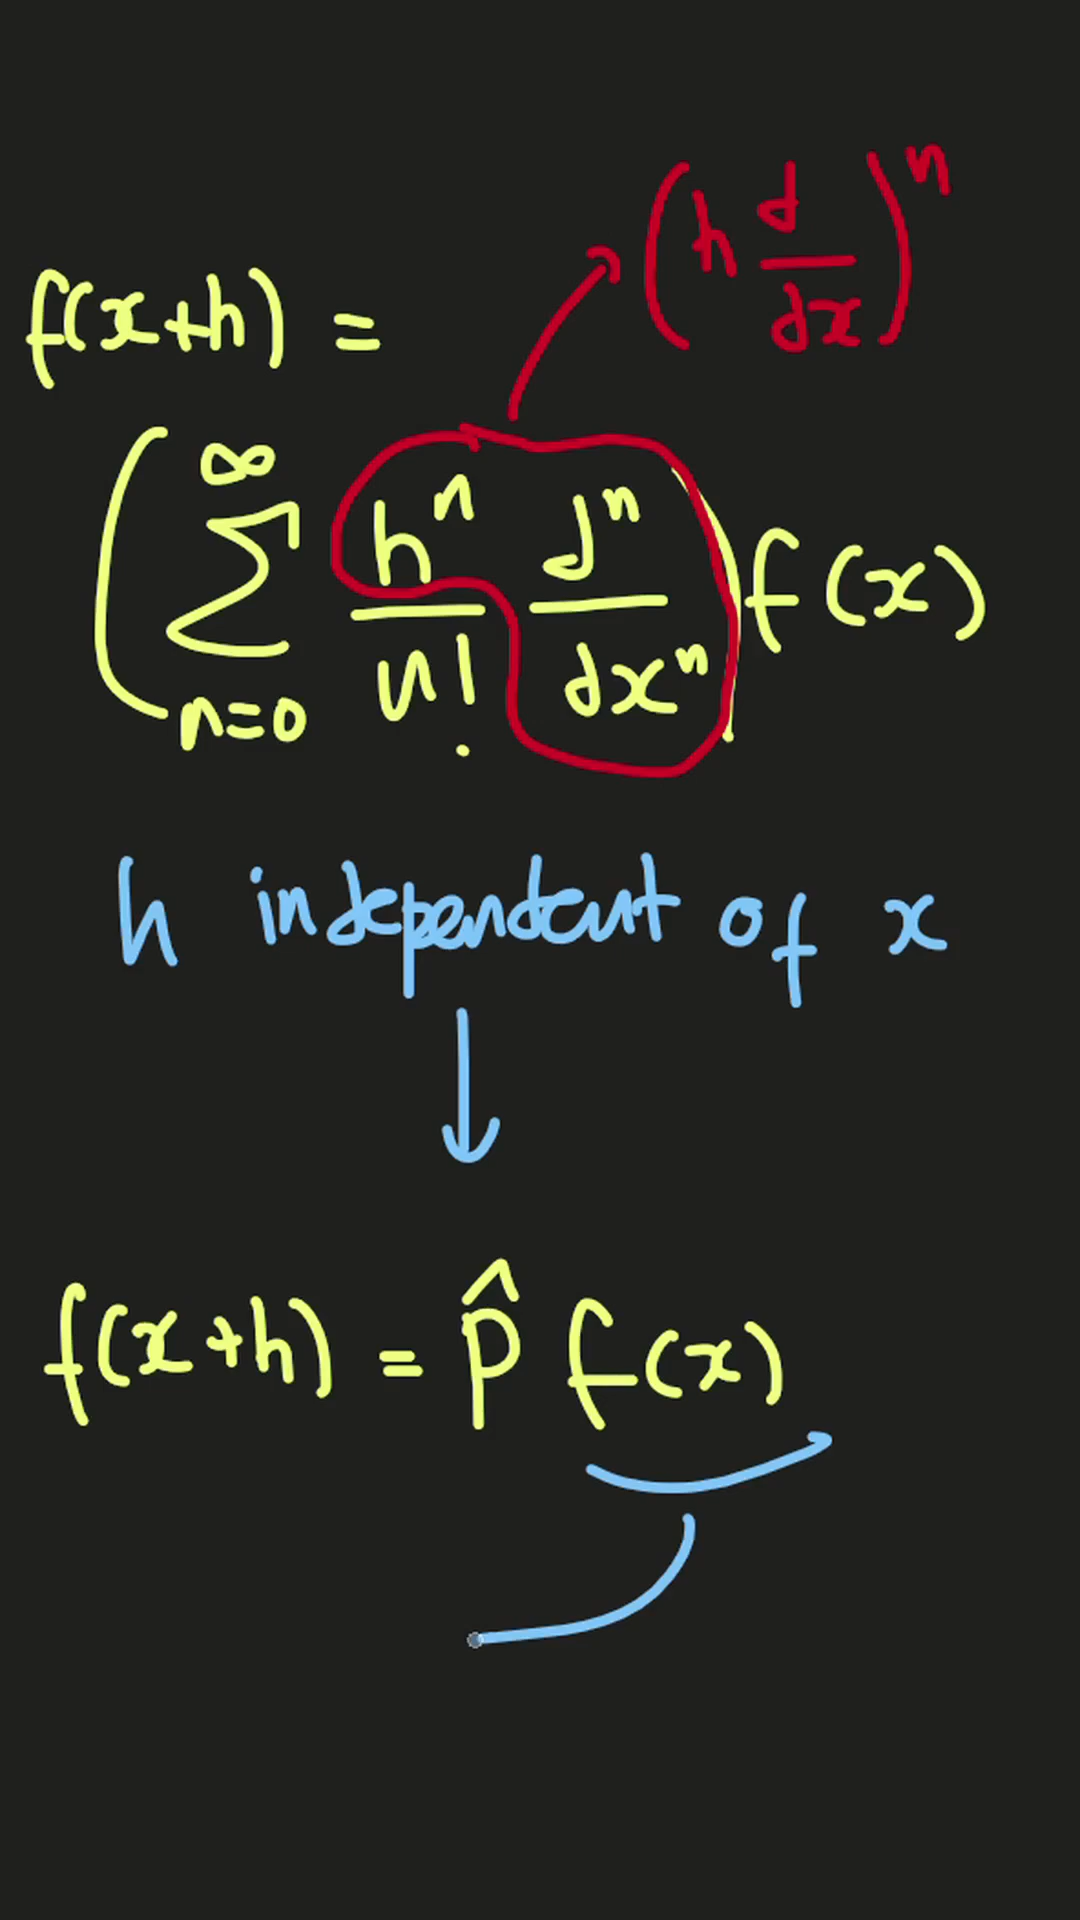 (h d/dx)^n
f(x+h) =
(∑_{n=0}^{∞} h^n/n! d^n/dx^n) f(x)
h independent of x
f(x+h) = p̂ f(x)